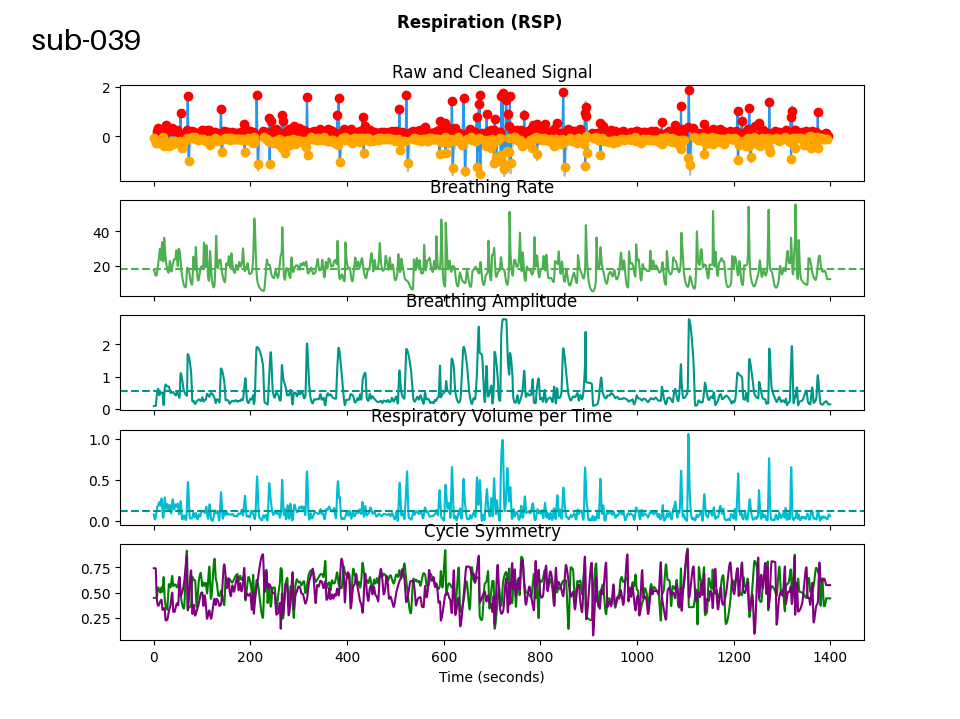 Respiration (RSP)
sub-039
Raw and Cleaned Signal
2
0
Breathing Rate
40
20
Breathing Amplitude
2
1
0
Respiratory Volume per Time
1.0
0.5
0.0
Cycle Symmetry
0.75
0.50
0.25
0 200 400 600 800 1000 1200 1400
Time (seconds)